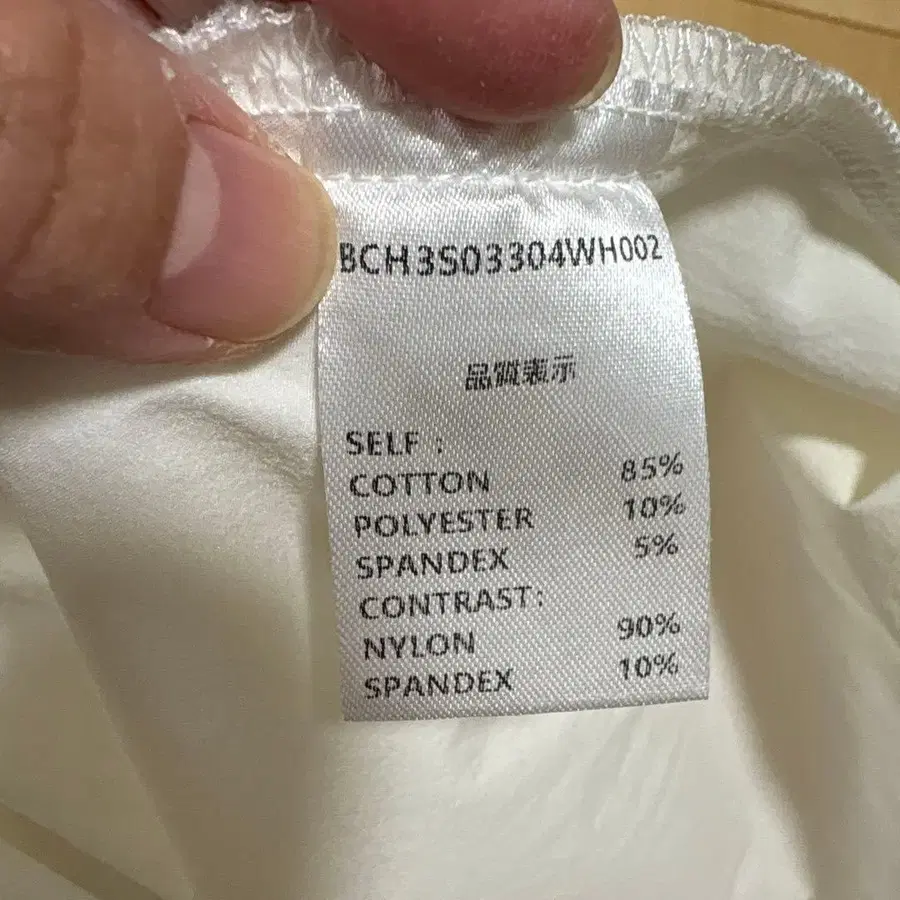 BCH3S03304WH002
品質表示
SELF :
COTTON 85%
POLYESTER 10%
SPANDEX 5%
CONTRAST:
NYLON 90%
SPANDEX 10%